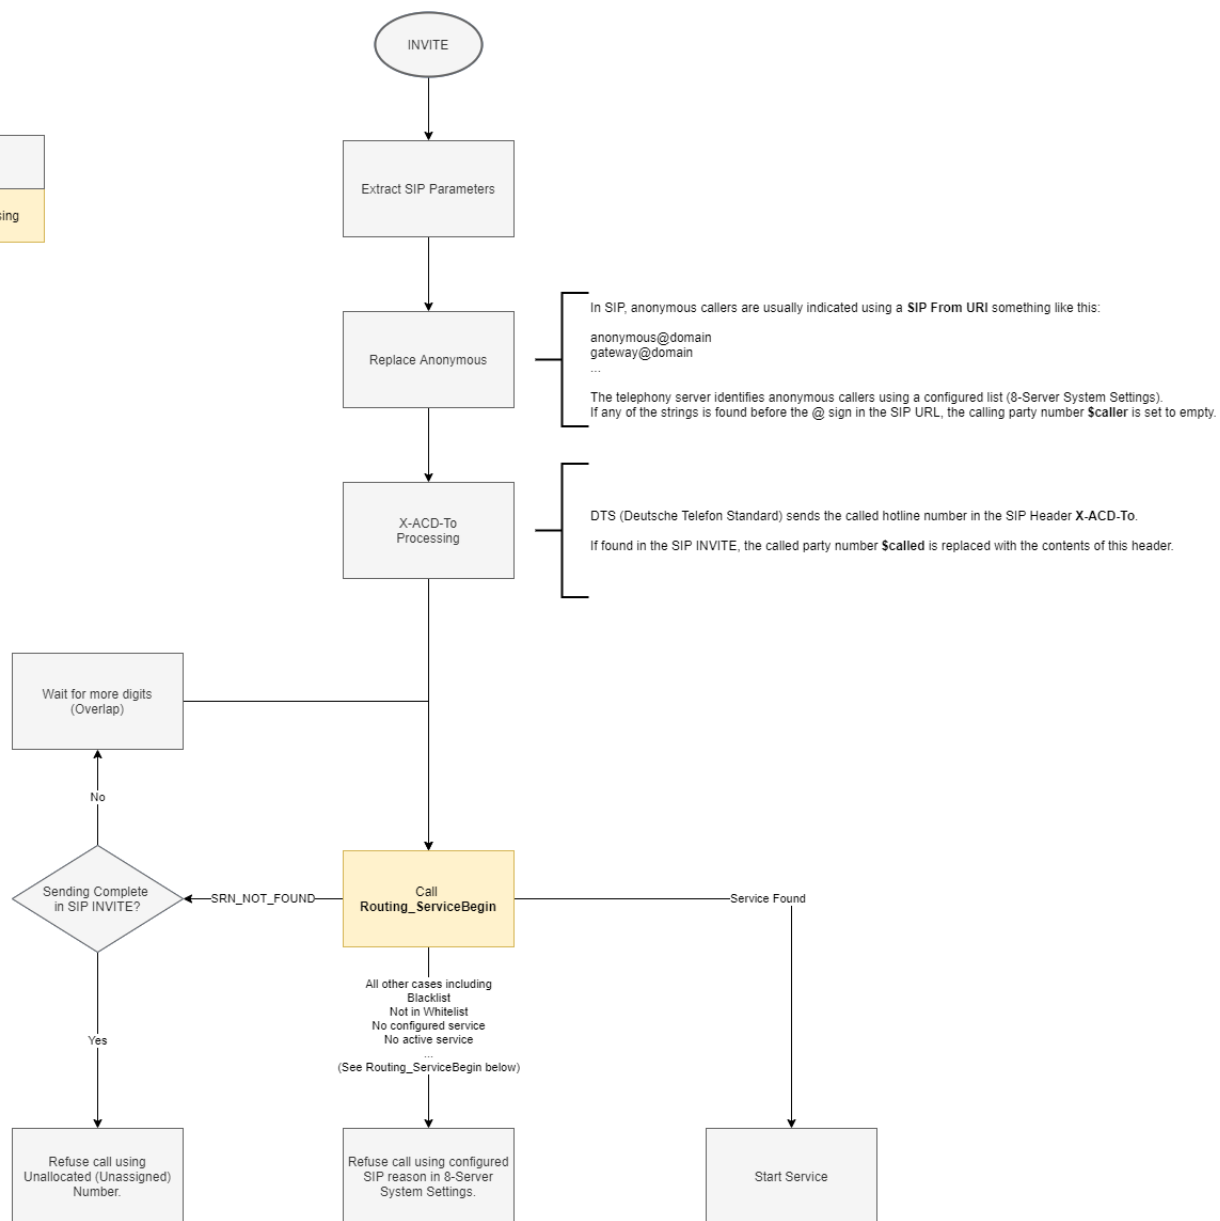 INVITE
Extract SIP Parameters
sing
In SIP, anonymous callers are usually indicated using a SIP From URI something like this:
anonymous@domain
gateway@domain
...
The telephony server identifies anonymous callers using a configured list (8-Server System Settings).
If any of the strings is found before the @ sign in the SIP URL, the calling party number $caller is set to empty.
Replace Anonymous
X-ACD-To
Processing
DTS (Deutsche Telefon Standard) sends the called hotline number in the SIP Header X-ACD-To.
If found in the SIP INVITE, the called party number $called is replaced with the contents of this header.
Wait for more digits
(Overlap)
No
Sending Complete
in SIP INVITE?
SRN_NOT_FOUND
Call
Routing_ServiceBegin
Service Found
All other cases including
Blacklist
Not in Whitelist
No configured service
No active service
...
(See Routing_ServiceBegin below)
Yes
Refuse call using
Unallocated (Unassigned)
Number.
Refuse call using configured
SIP reason in 8-Server
System Settings.
Start Service